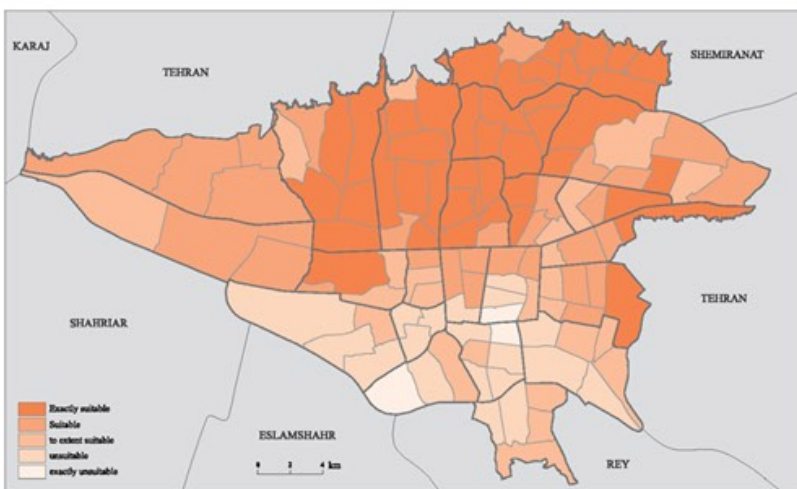 KARAJ
TEHRAN
SHEMIRANAT
TEHRAN
SHAHRIAR
ESLAMSHAHR
REY
Exactly suitable
Suitable
to extent suitable
unsuitable
exactly unsuitable
0 2 4 km